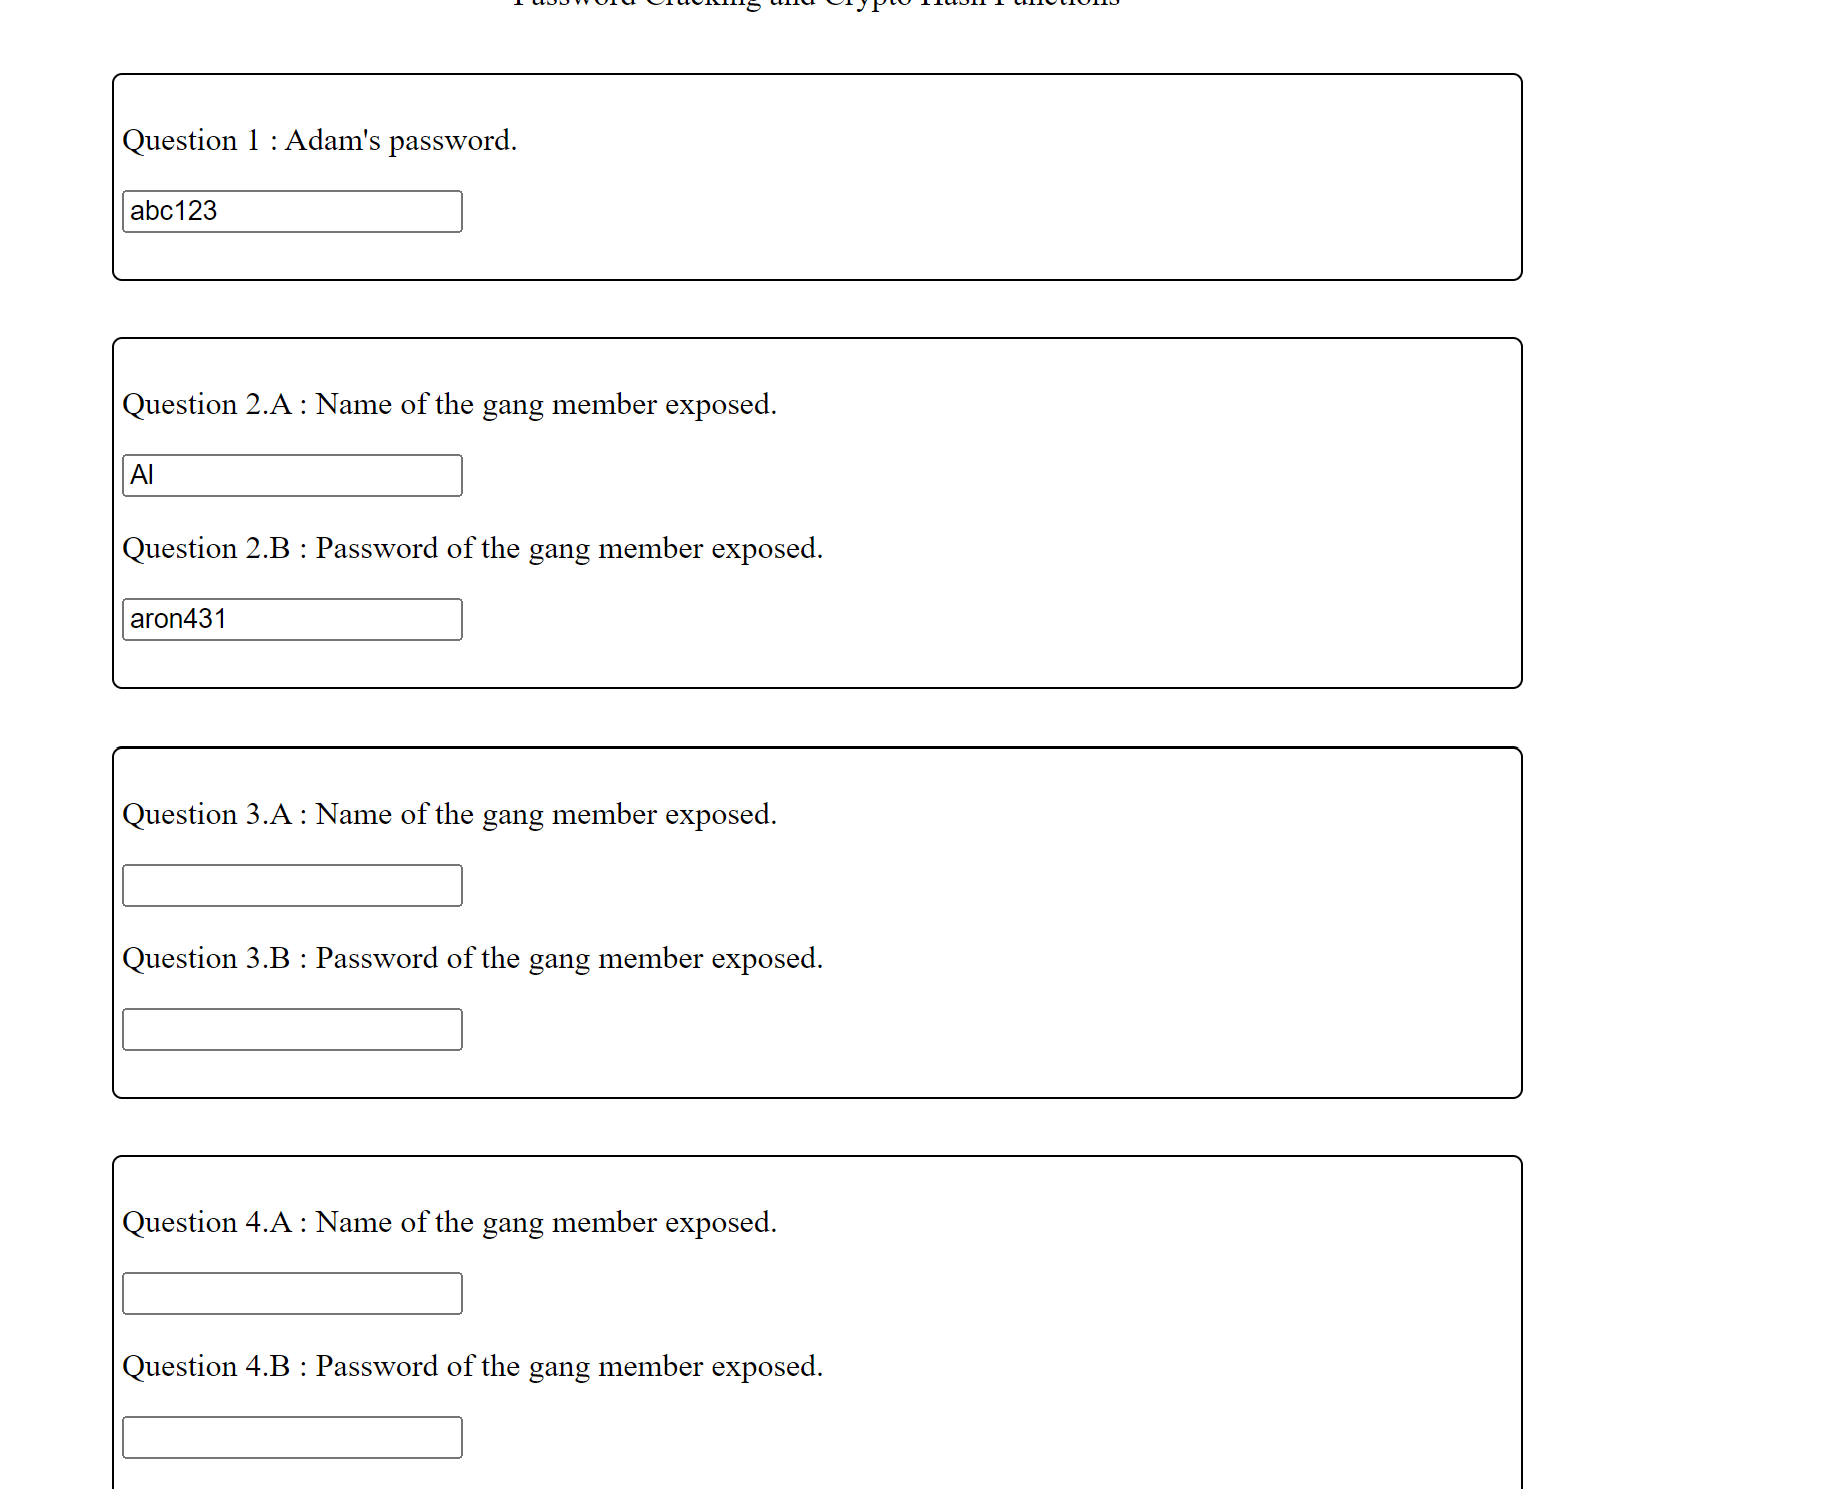 Password Cracking and Crypto Hash Functions
Question 1 : Adam's password.
abc123
Question 2.A : Name of the gang member exposed.
Al
Question 2.B : Password of the gang member exposed.
aron431
Question 3.A : Name of the gang member exposed.
Question 3.B : Password of the gang member exposed.
Question 4.A : Name of the gang member exposed.
Question 4.B : Password of the gang member exposed.